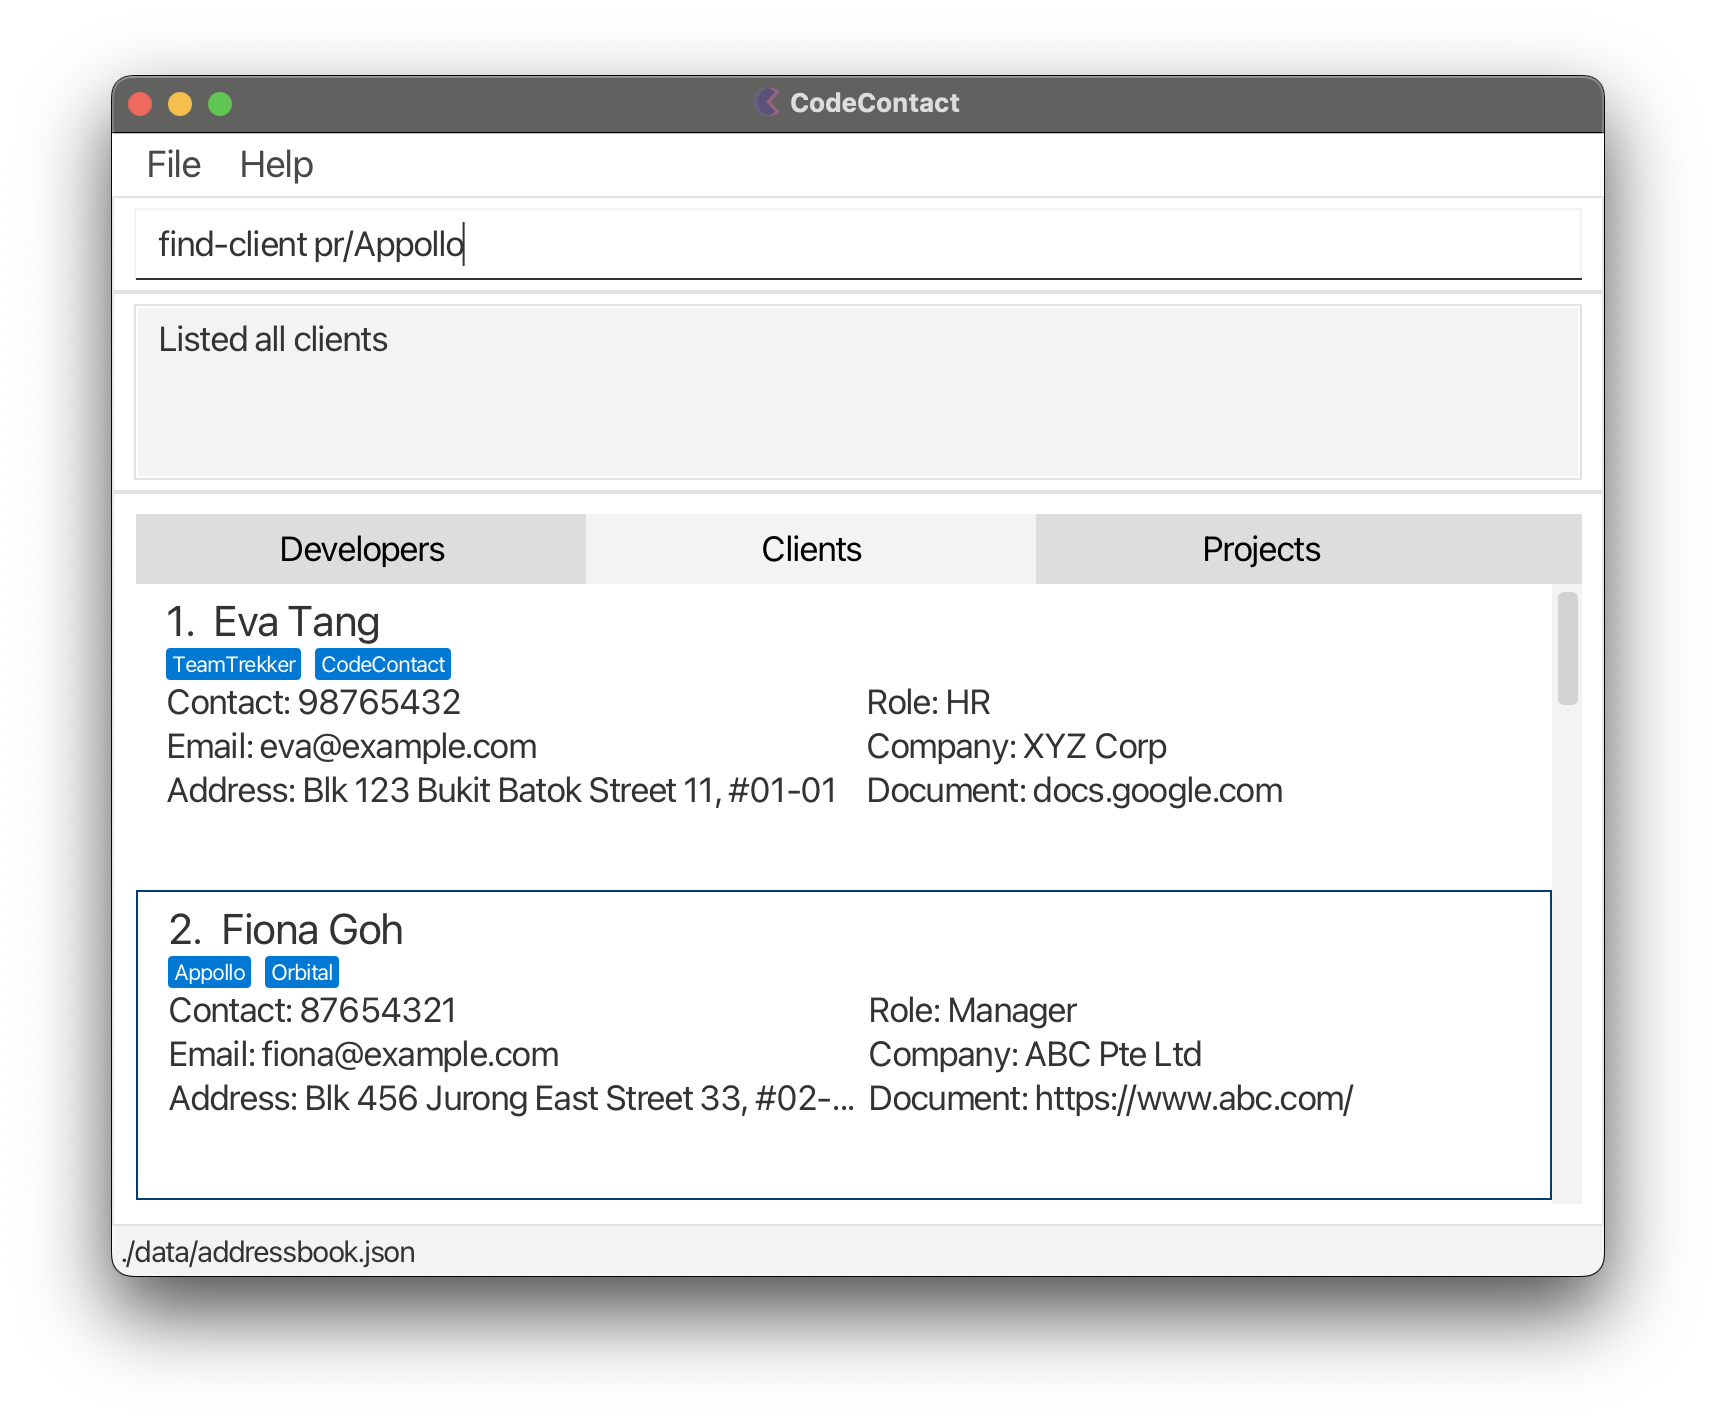 CodeContact
File Help
find-client pr/Appollo
Listed all clients
Developers Clients Projects
1. Eva Tang
TeamTrekker CodeContact
Contact: 98765432 Role: HR
Email: eva@example.com Company: XYZ Corp
Address: Blk 123 Bukit Batok Street 11, #01-01 Document: docs.google.com
2. Fiona Goh
Appollo Orbital
Contact: 87654321 Role: Manager
Email: fiona@example.com Company: ABC Pte Ltd
Address: Blk 456 Jurong East Street 33, #02-... Document: https://www.abc.com/
./data/addressbook.json